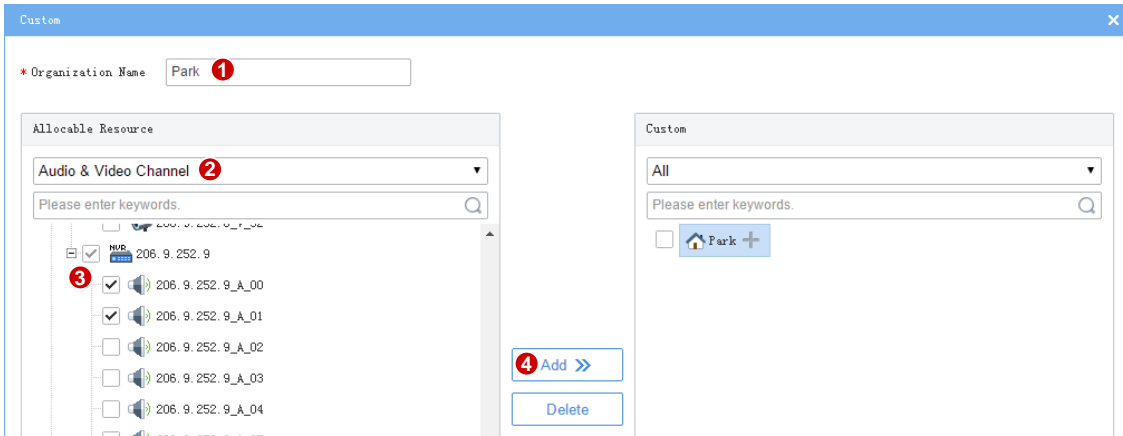 Custom
* Organization Name Park 1
Allocable Resource
Audio & Video Channel 2
Please enter keywords.
NVR 206.9.252.9
3
206.9.252.9_A_00
206.9.252.9_A_01
206.9.252.9_A_02
206.9.252.9_A_03
206.9.252.9_A_04
4 Add
Delete
Custom
All
Please enter keywords.
Park